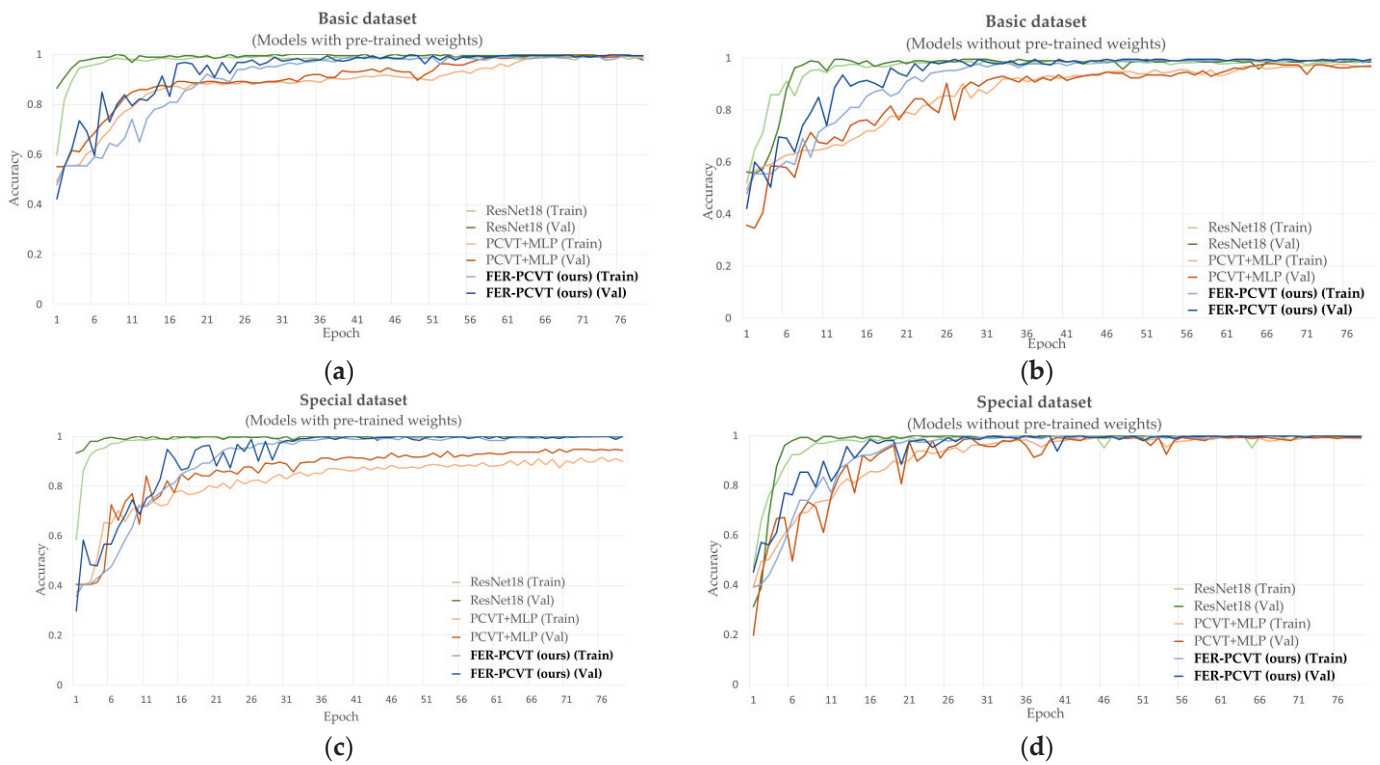 Basic dataset
(Models with pre-trained weights)
1
0.8
0.6
0.4
0.2
0
Accuracy
ResNet18 (Train)
ResNet18 (Val)
PCVT+MLP (Train)
PCVT+MLP (Val)
FER-PCVT (ours) (Train)
FER-PCVT (ours) (Val)
1 6 11 16 21 26 31 36 41 46 51 56 61 66 71 76
Epoch
(a)
Basic dataset
(Models without pre-trained weights)
1
0.8
0.6
0.4
0.2
0
Accuracy
ResNet18 (Train)
ResNet18 (Val)
PCVT+MLP (Train)
PCVT+MLP (Val)
FER-PCVT (ours) (Train)
FER-PCVT (ours) (Val)
1 6 11 16 21 26 31 36 41 46 51 56 61 66 71 76
Epoch
(b)
Special dataset
(Models with pre-trained weights)
1
0.8
0.6
0.4
0.2
0
Accuracy
ResNet18 (Train)
ResNet18 (Val)
PCVT+MLP (Train)
PCVT+MLP (Val)
FER-PCVT (ours) (Train)
FER-PCVT (ours) (Val)
1 6 11 16 21 26 31 36 41 46 51 56 61 66 71 76
Epoch
(c)
Special dataset
(Models without pre-trained weights)
1
0.8
0.6
0.4
0.2
0
Accuracy
ResNet18 (Train)
ResNet18 (Val)
PCVT+MLP (Train)
PCVT+MLP (Val)
FER-PCVT (ours) (Train)
FER-PCVT (ours) (Val)
1 6 11 16 21 26 31 36 41 46 51 56 61 66 71 76
Epoch
(d)